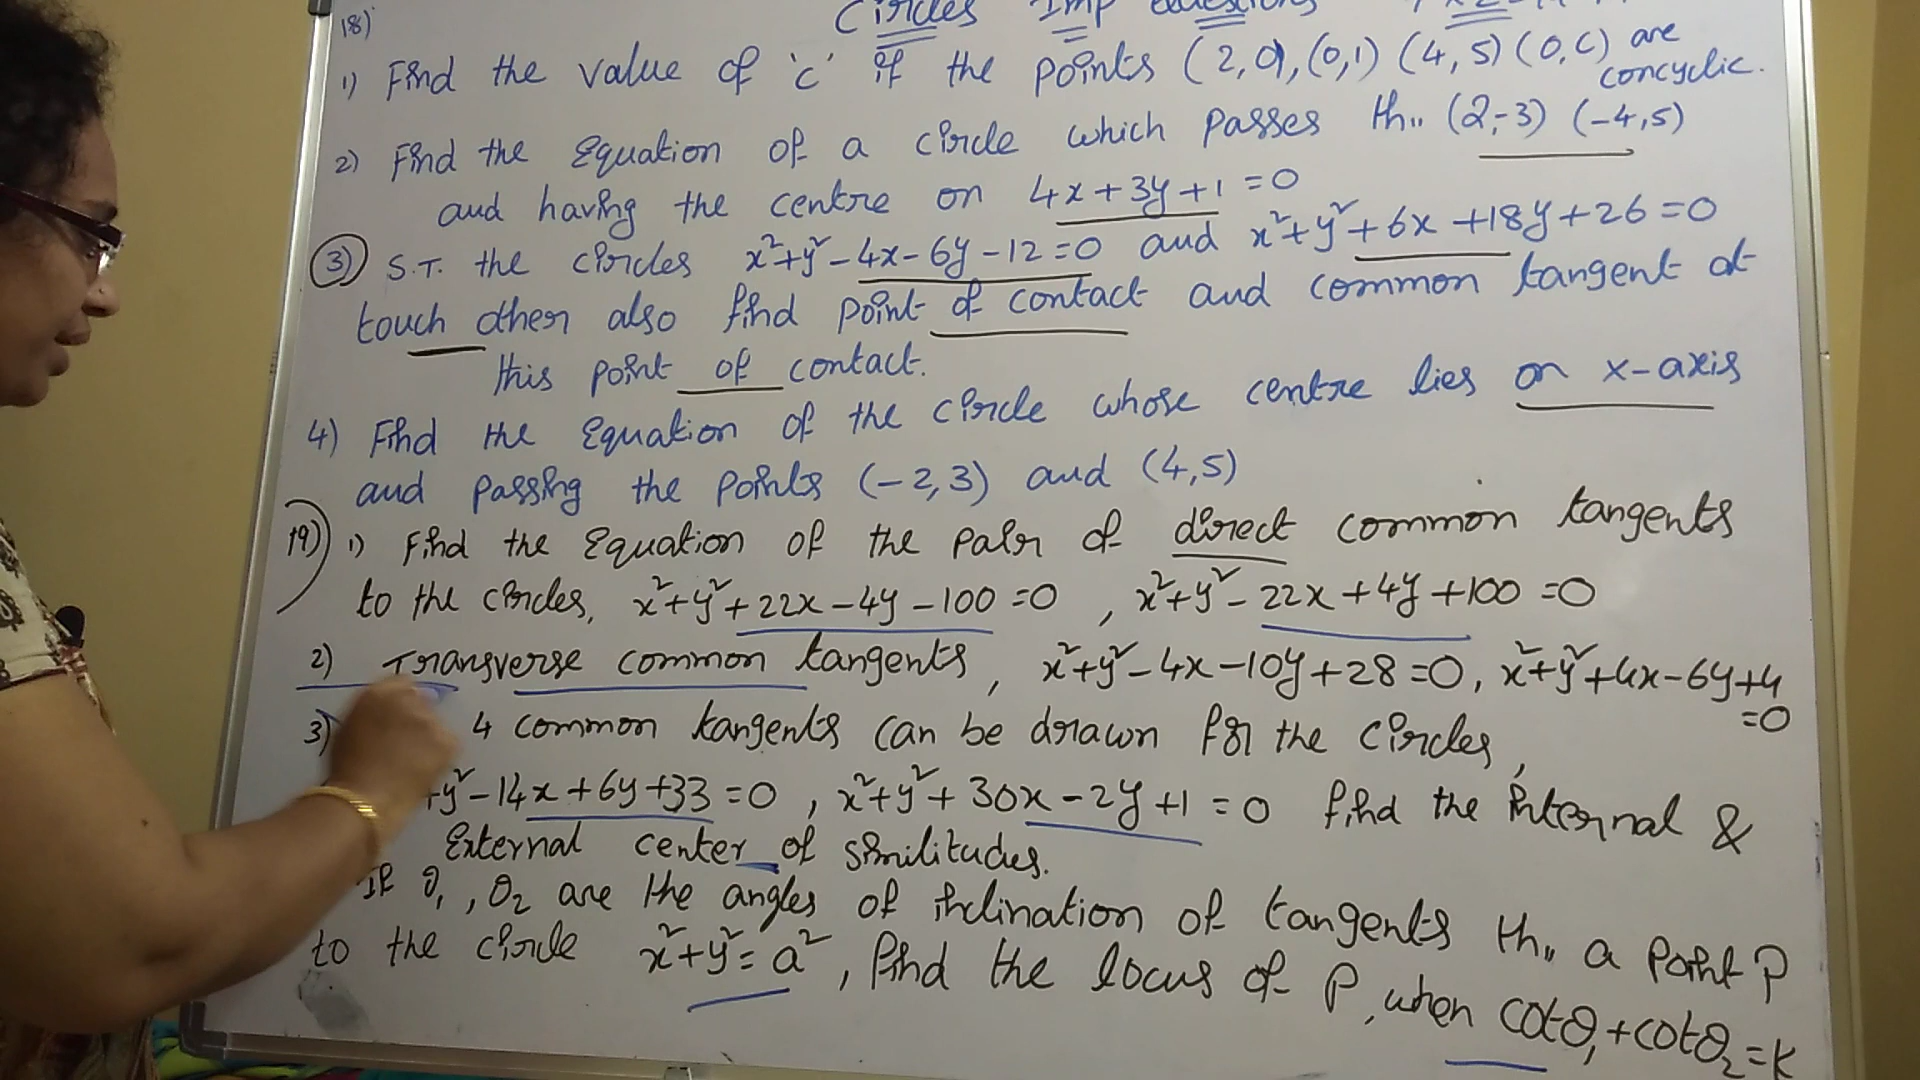 18) Circles Imp Questions
1) Find the value of 'c' if the points (2,0), (0,1) (4,5) (0,c) are
concyclic.
2) Find the Equation of a circle which passes th,, (2,-3) (-4,5)
and having the centre on 4x+3y+1=0
3) S.T. the circles x²+y²-4x-6y-12=0 and x²+y²+6x+18y+26=0
touch other also find point of contact and common tangent at
this point of contact.
4) Find the Equation of the circle whose centre lies on x-axis
and passing the points (-2,3) and (4,5)
19) 1) Find the Equation of the pair of direct common tangents
to the circles, x²+y²+22x-4y-100=0, x²+y²-22x+4y+100=0
2) Transverse common tangents, x²+y²-4x-10y+28=0, x²+y²+4x-6y+4
=0
3) 4 common tangents can be drawn for the circles,
+y²-14x+6y+33=0, x²+y²+30x-2y+1=0 find the internal &
External center of similitudes.
If θ₁, θ₂ are the angles of inclination of tangents th,, a point P
to the circle x²+y²=a², find the locus of P, when cotθ₁+cotθ₂=k